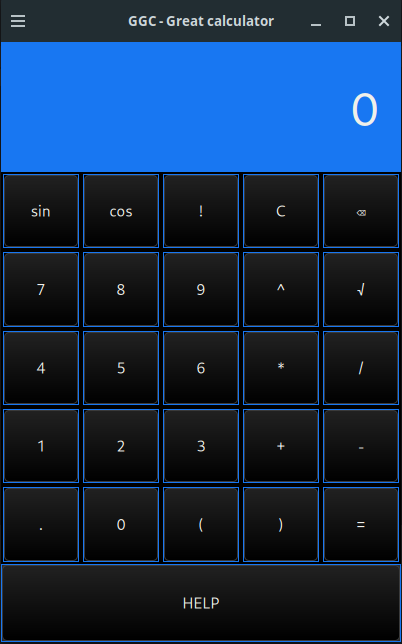 GGC - Great calculator
0
sin cos ! C ⌫
7 8 9 ^ √
4 5 6 * /
1 2 3 + -
. 0 ( ) =
HELP